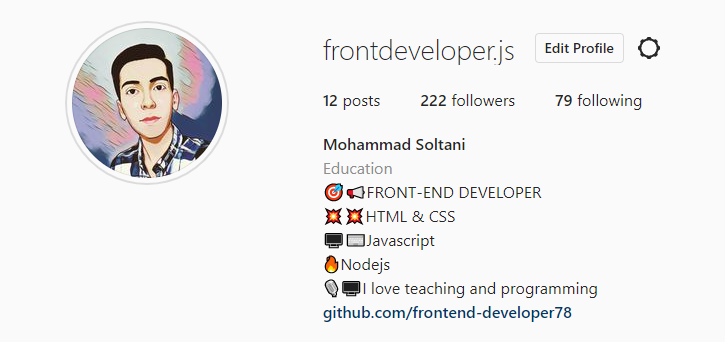 frontdeveloper.js Edit Profile
12 posts 222 followers 79 following
Mohammad Soltani
Education
🎯📢FRONT-END DEVELOPER
💥💥HTML & CSS
🖥️⌨️Javascript
🔥Nodejs
🎙️🖥️I love teaching and programming
github.com/frontend-developer78